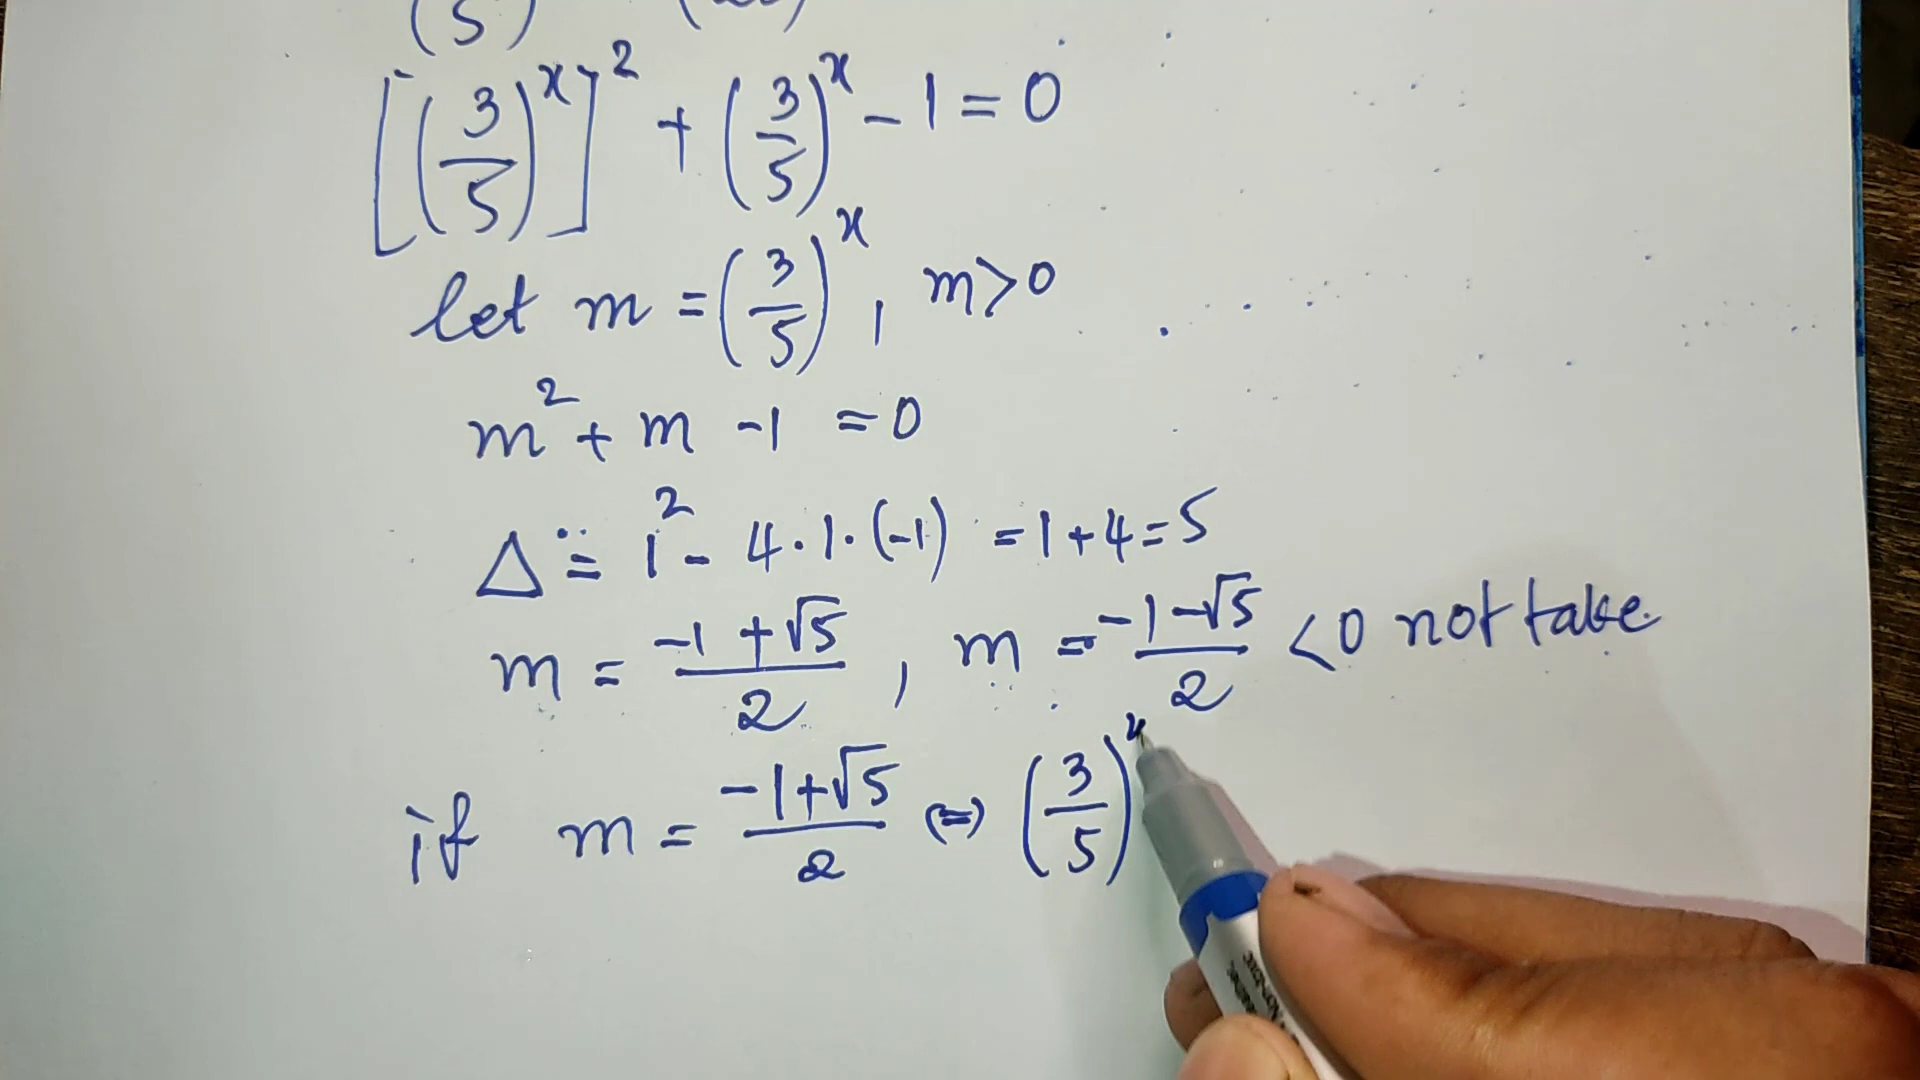 (5) 
[(3/5)^x]^2 + (3/5)^x - 1 = 0
let m = (3/5)^x , m>0
m^2 + m -1 = 0
Δ = 1^2 - 4.1.(-1) = 1+4=5
m = (-1+√5)/2 , m = (-1-√5)/2 <0 not take
if m = (-1+√5)/2 (=) (3/5)^x